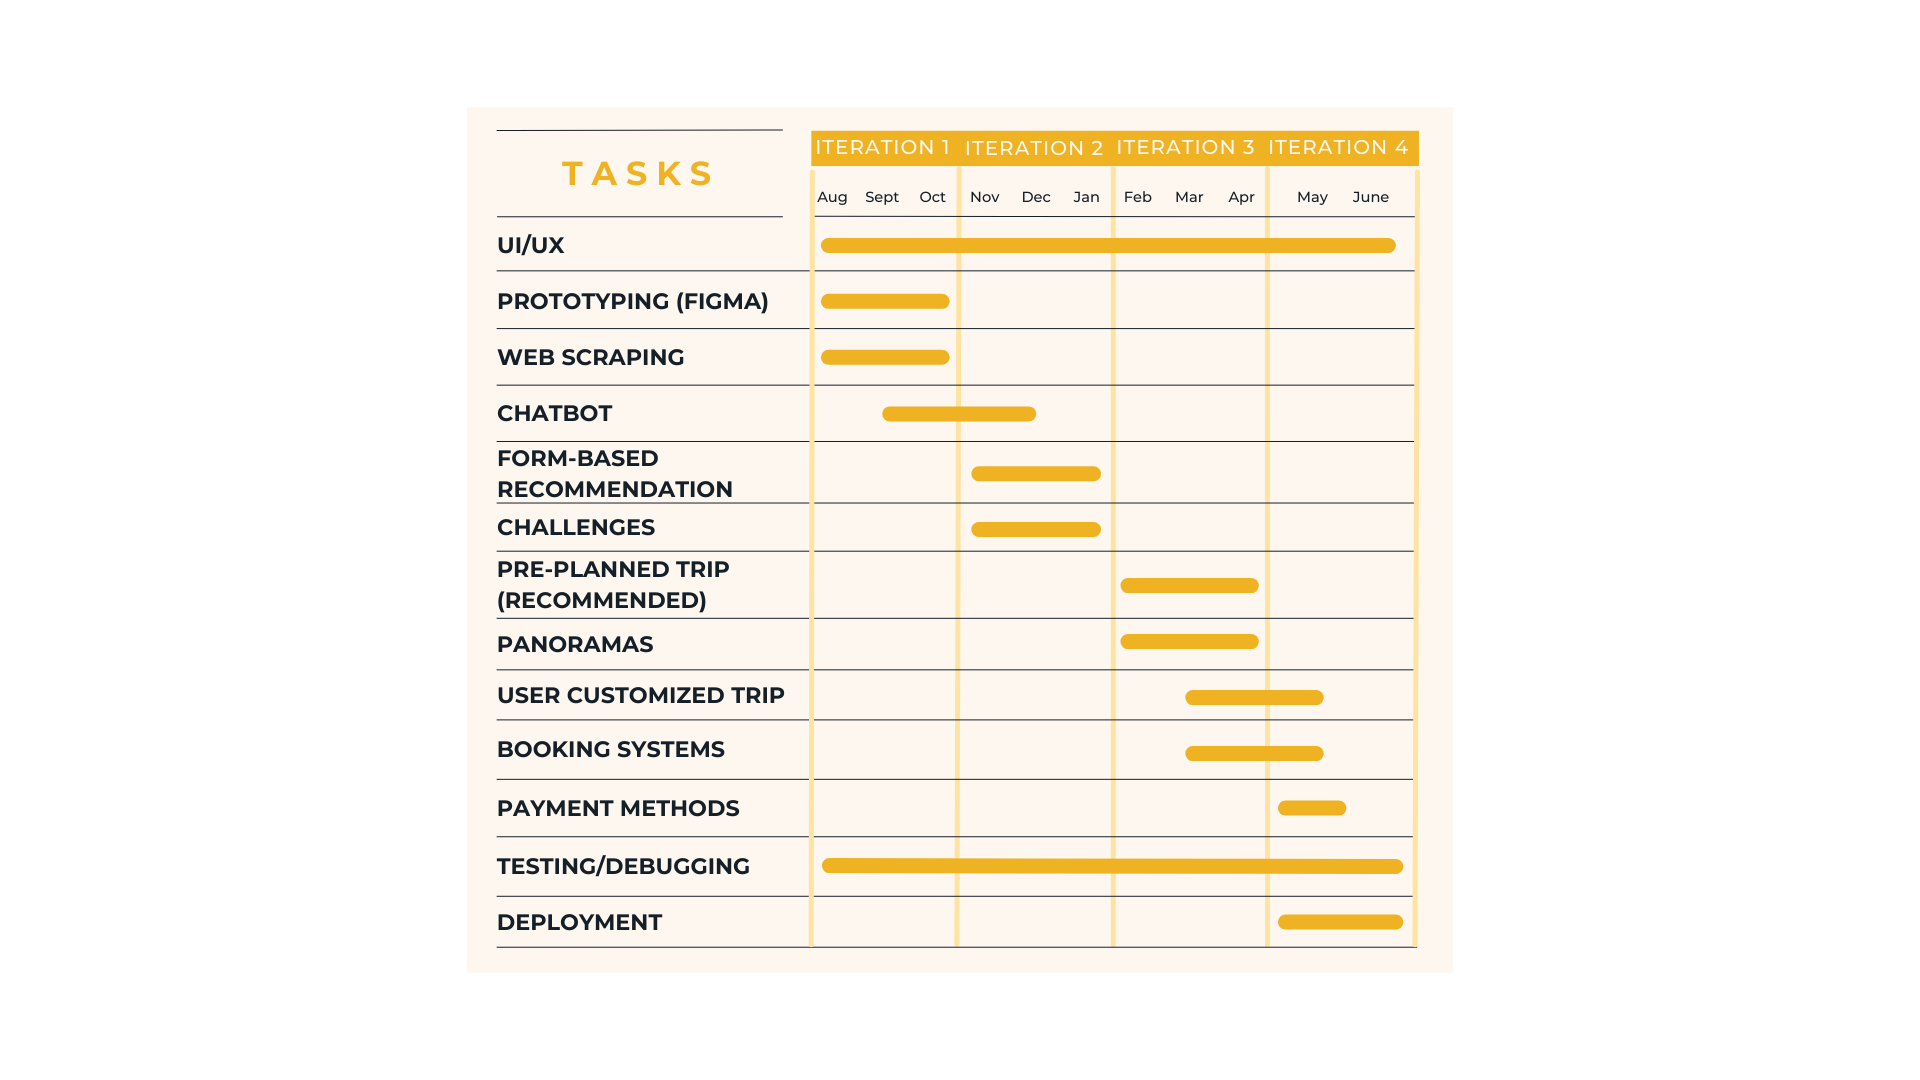 TASKS
ITERATION 1 ITERATION 2 ITERATION 3 ITERATION 4
Aug Sept Oct Nov Dec Jan Feb Mar Apr May June
UI/UX
PROTOTYPING (FIGMA)
WEB SCRAPING
CHATBOT
FORM-BASED
RECOMMENDATION
CHALLENGES
PRE-PLANNED TRIP
(RECOMMENDED)
PANORAMAS
USER CUSTOMIZED TRIP
BOOKING SYSTEMS
PAYMENT METHODS
TESTING/DEBUGGING
DEPLOYMENT